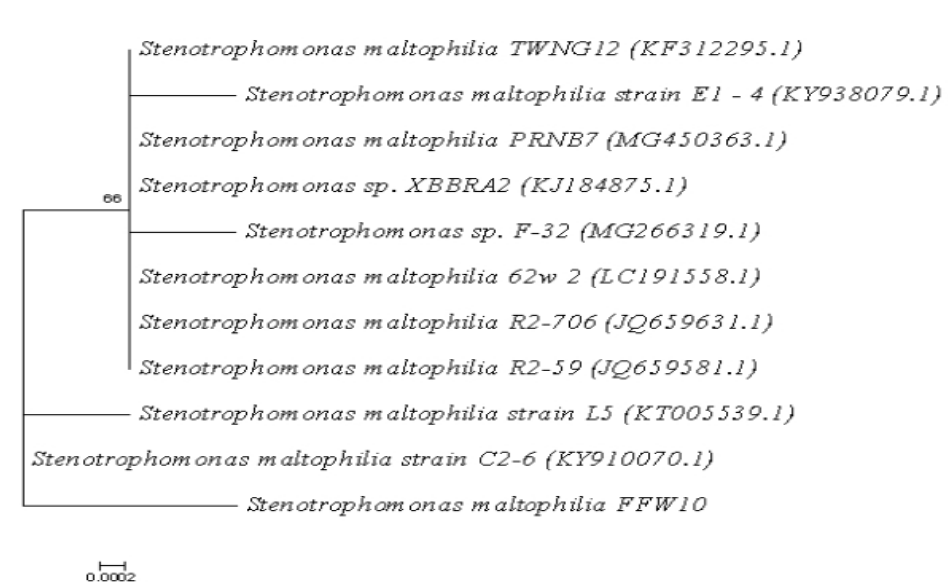 Stenotrophomonas maltophilia TWNG12 (KF312295.1)
Stenotrophomonas maltophilia strain E1 - 4 (KY938079.1)
Stenotrophomonas maltophilia PRNB7 (MG450363.1)
Stenotrophomonas sp. XBBRA2 (KJ184875.1)
66
Stenotrophomonas sp. F-32 (MG266319.1)
Stenotrophomonas maltophilia 62w 2 (LC191558.1)
Stenotrophomonas maltophilia R2-706 (JQ659631.1)
Stenotrophomonas maltophilia R2-59 (JQ659581.1)
Stenotrophomonas maltophilia strain L5 (KT005539.1)
Stenotrophomonas maltophilia strain C2-6 (KY910070.1)
Stenotrophomonas maltophilia FFW10
0.0002